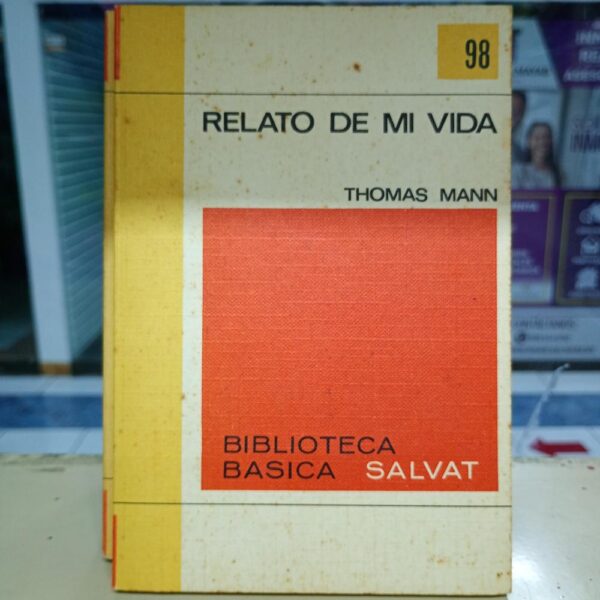 98
RELATO DE MI VIDA
THOMAS MANN
BIBLIOTECA
BASICA SALVAT